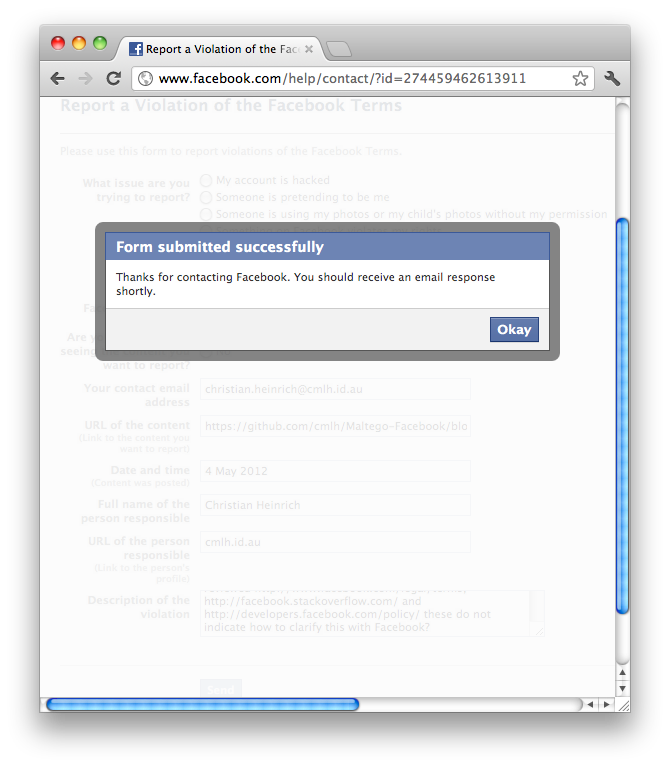 Report a Violation of the Fac
www.facebook.com/help/contact/?id=274459462613911
Report a Violation of the Facebook Terms
Please use this form to report violations of the Facebook Terms.
What issue are you
trying to report?
My account is hacked
Someone is pretending to be me
Someone is using my photos or my child's photos without my permission
Form submitted successfully
Thanks for contacting Facebook. You should receive an email response
shortly.
Okay
want to report?
Your contact email
address
christian.heinrich@cmlh.id.au
URL of the content
(Link to the content you
want to report)
https://github.com/cmlh/Maltego-Facebook/blo
Date and time
(Content was posted)
4 May 2012
Full name of the
person responsible
Christian Heinrich
URL of the person
responsible
(Link to the person's
profile)
cmlh.id.au
Description of the
violation
http://facebook.stackoverflow.com/ and
http://developers.facebook.com/policy/ these do not
indicate how to clarify this with Facebook?
Send